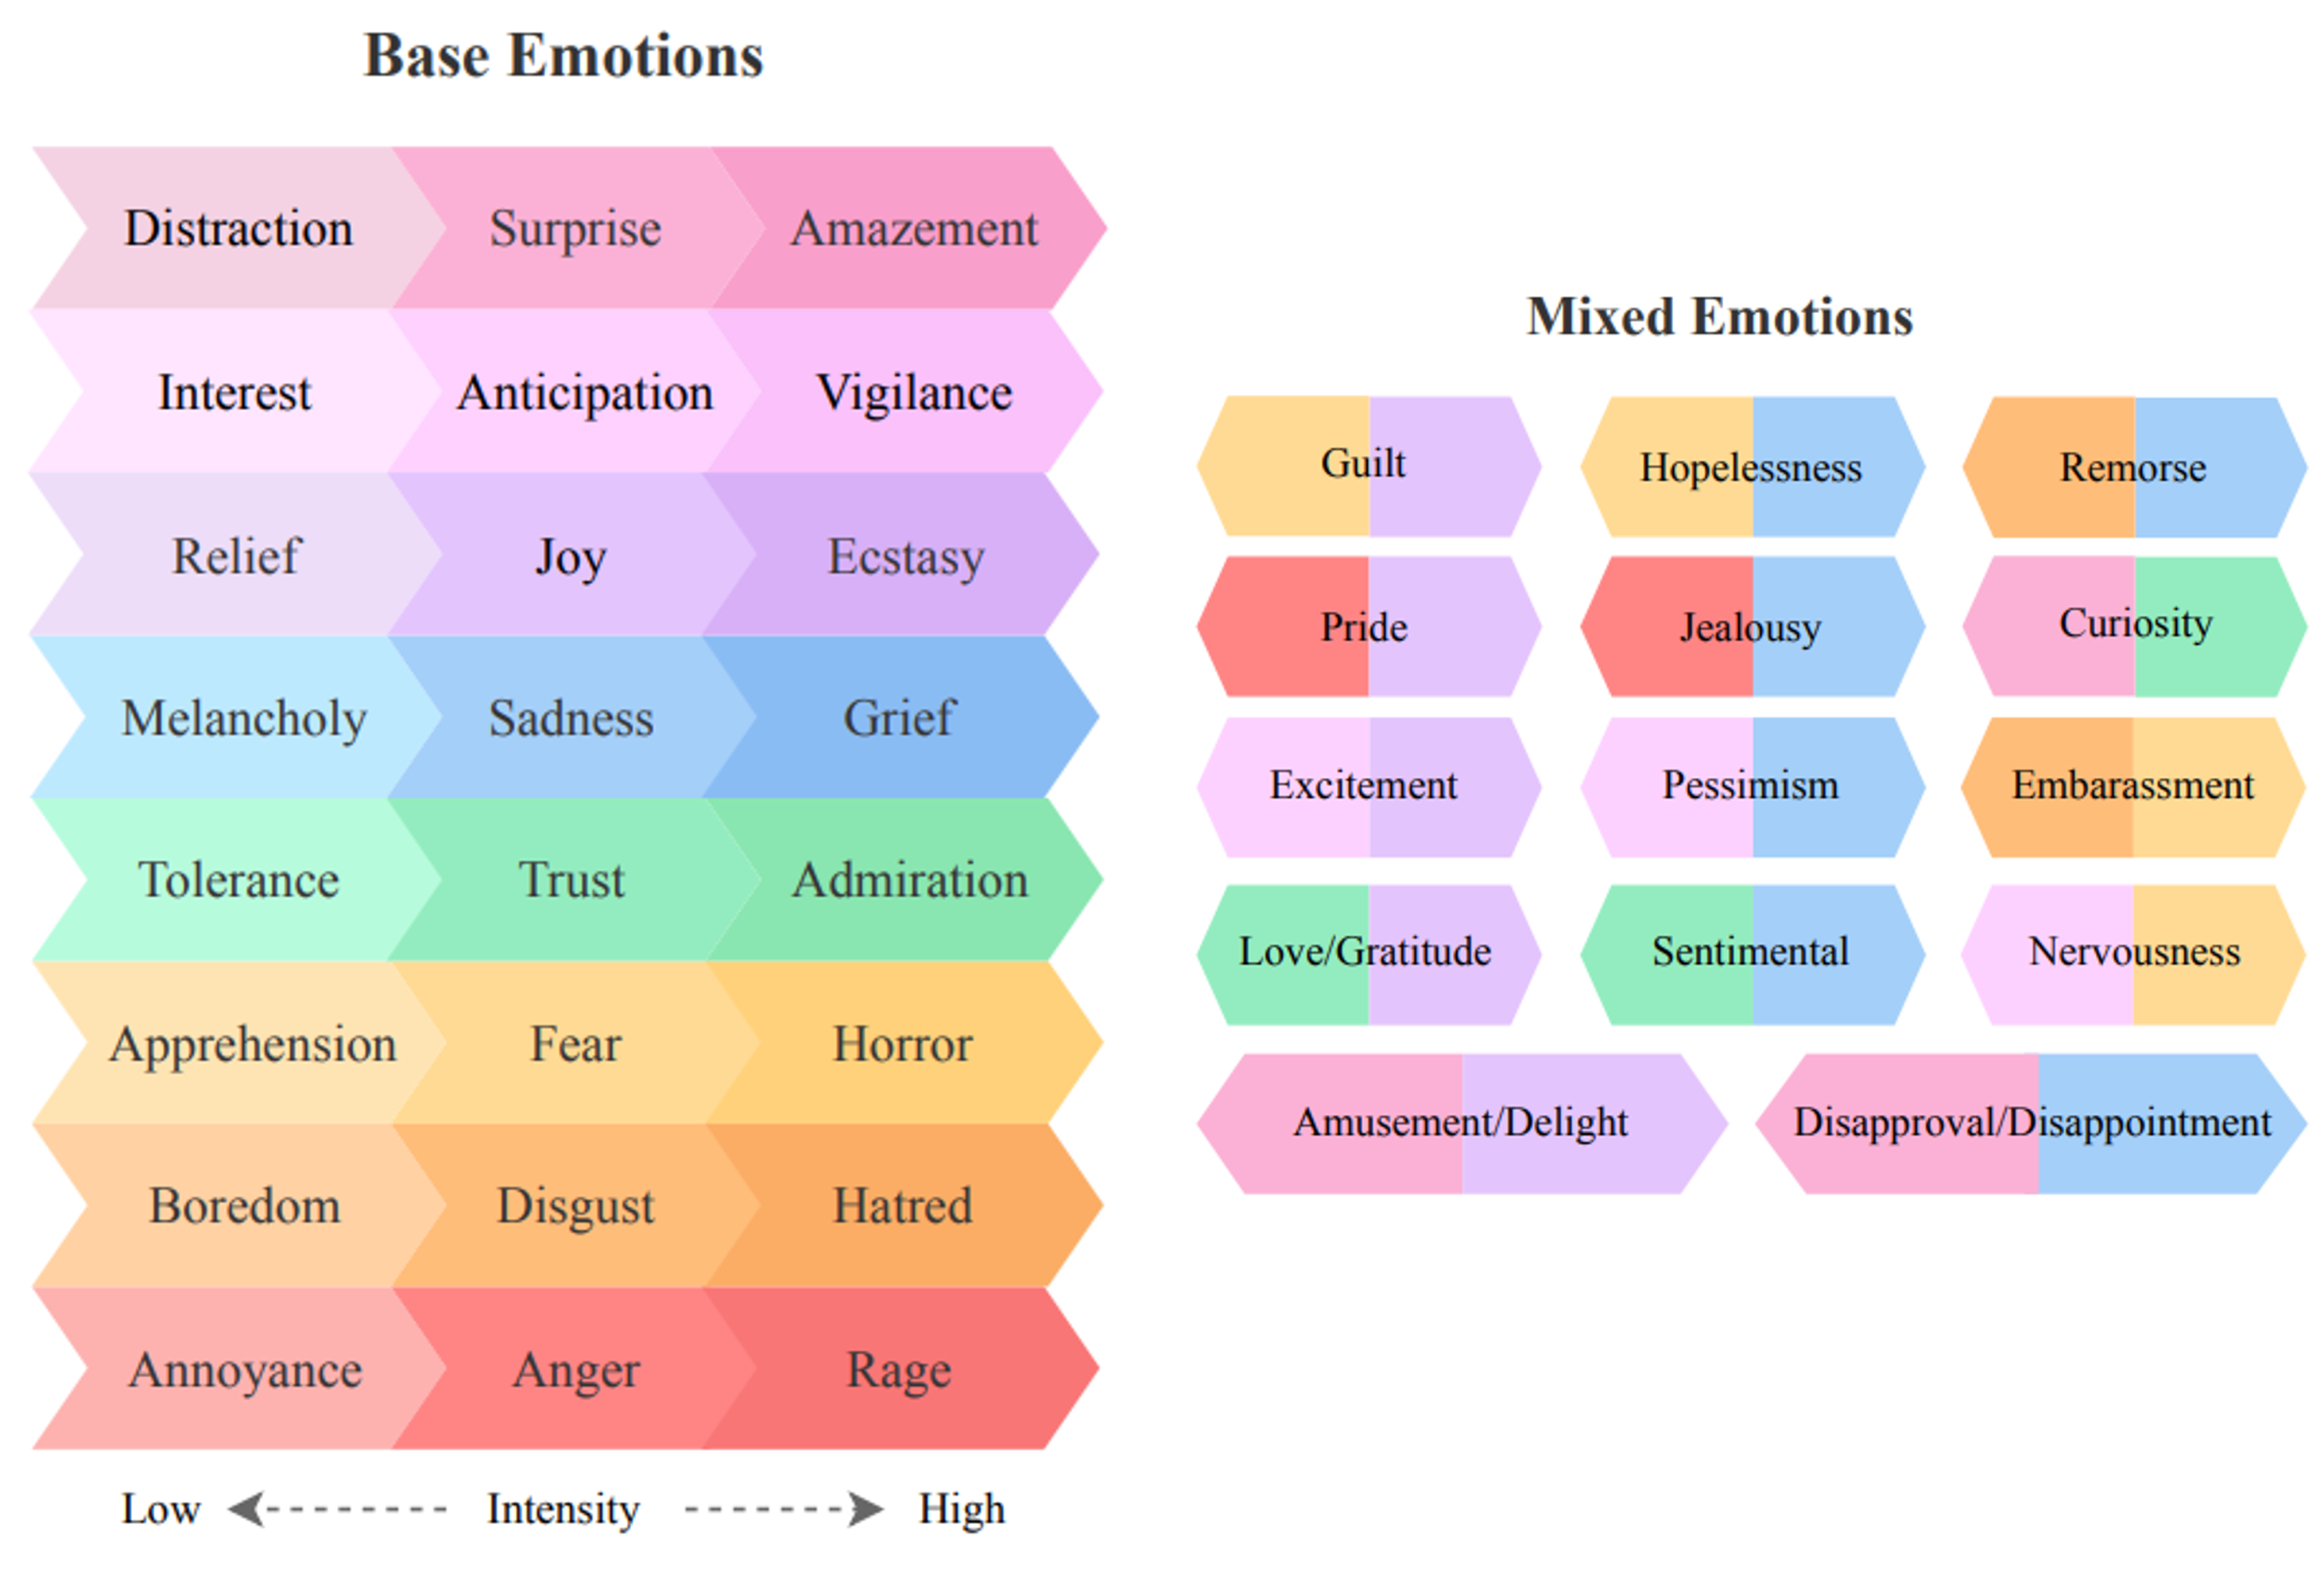 Base Emotions
Distraction Surprise Amazement
Interest Anticipation Vigilance
Relief Joy Ecstasy
Melancholy Sadness Grief
Tolerance Trust Admiration
Apprehension Fear Horror
Boredom Disgust Hatred
Annoyance Anger Rage
Low Intensity High
Mixed Emotions
Guilt Hopelessness Remorse
Pride Jealousy Curiosity
Excitement Pessimism Embarassment
Love/Gratitude Sentimental Nervousness
Amusement/Delight Disapproval/Disappointment